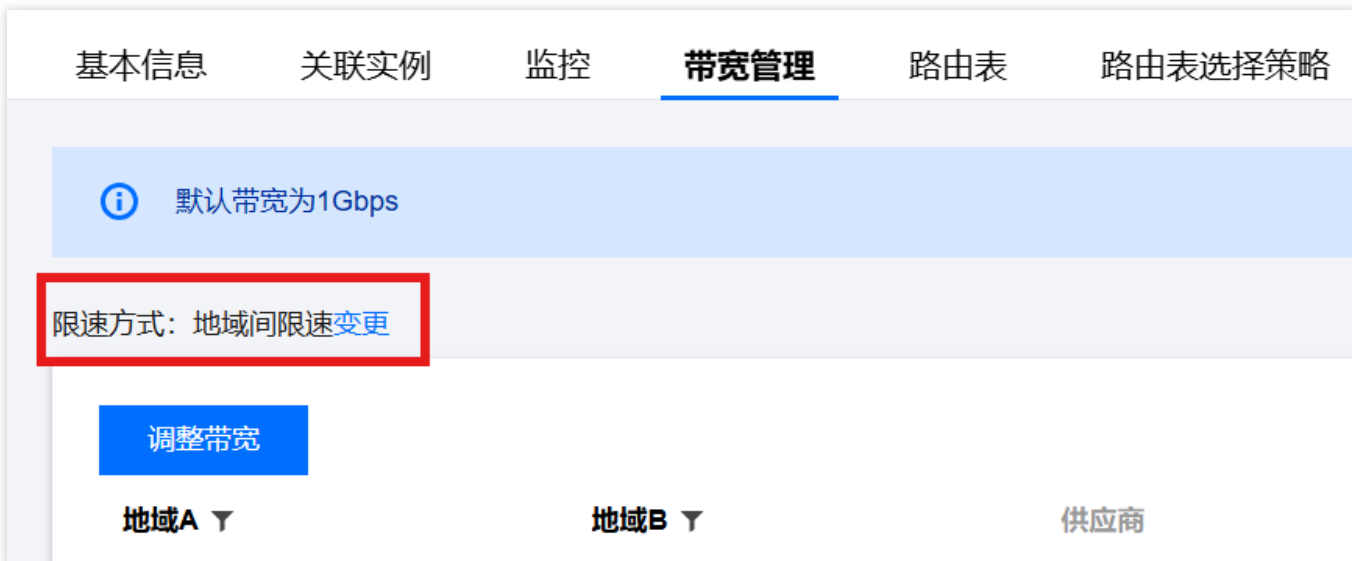 基本信息 关联实例 监控 带宽管理 路由表 路由表选择策略
默认带宽为1Gbps
限速方式：地域间限速变更
调整带宽
地域A 地域B 供应商